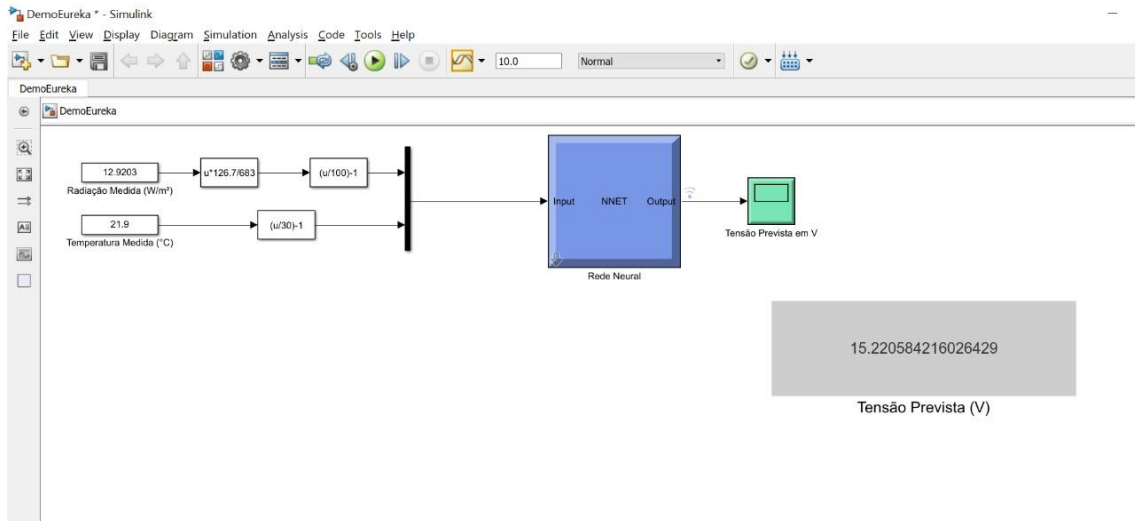 DemoEureka * - Simulink
File Edit View Display Diagram Simulation Analysis Code Tools Help
10.0 Normal
DemoEureka
DemoEureka
12.9203 u*126.7/683 (u/100)-1
Radiação Medida (W/m²)
21.9 (u/30)-1
Temperatura Medida (°C)
Input NNET Output
Rede Neural
Tensão Prevista em V
15.220584216026429
Tensão Prevista (V)